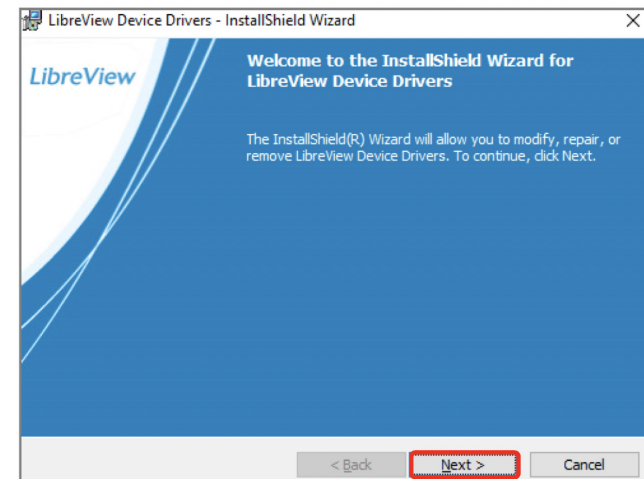 LibreView Device Drivers - InstallShield Wizard
LibreView
Welcome to the InstallShield Wizard for
LibreView Device Drivers
The InstallShield(R) Wizard will allow you to modify, repair, or
remove LibreView Device Drivers. To continue, click Next.
< Back Next > Cancel